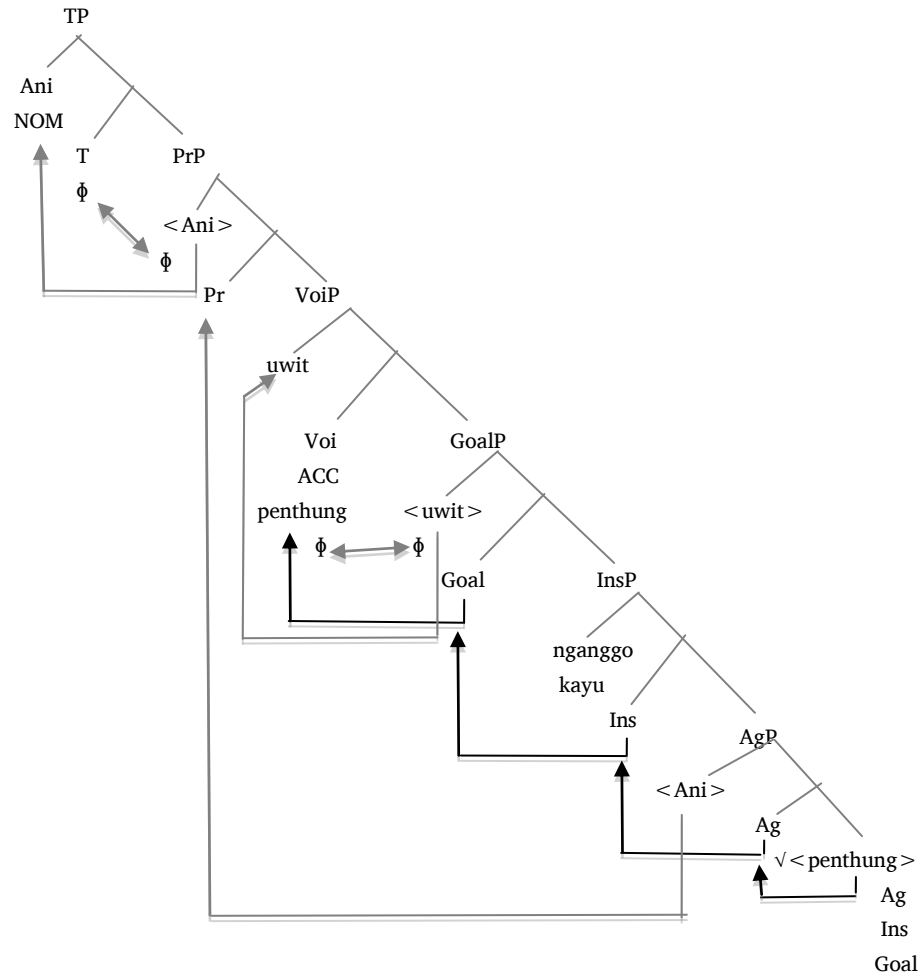 TP
Ani
NOM
T
PrP
ϕ
<Ani>
ϕ
Pr
VoiP
uwit
Voi
GoalP
ACC
penthung
<uwit>
ϕ
ϕ
Goal
InsP
nganggo
kayu
Ins
AgP
<Ani>
Ag
√<penthung>
Ag
Ins
Goal